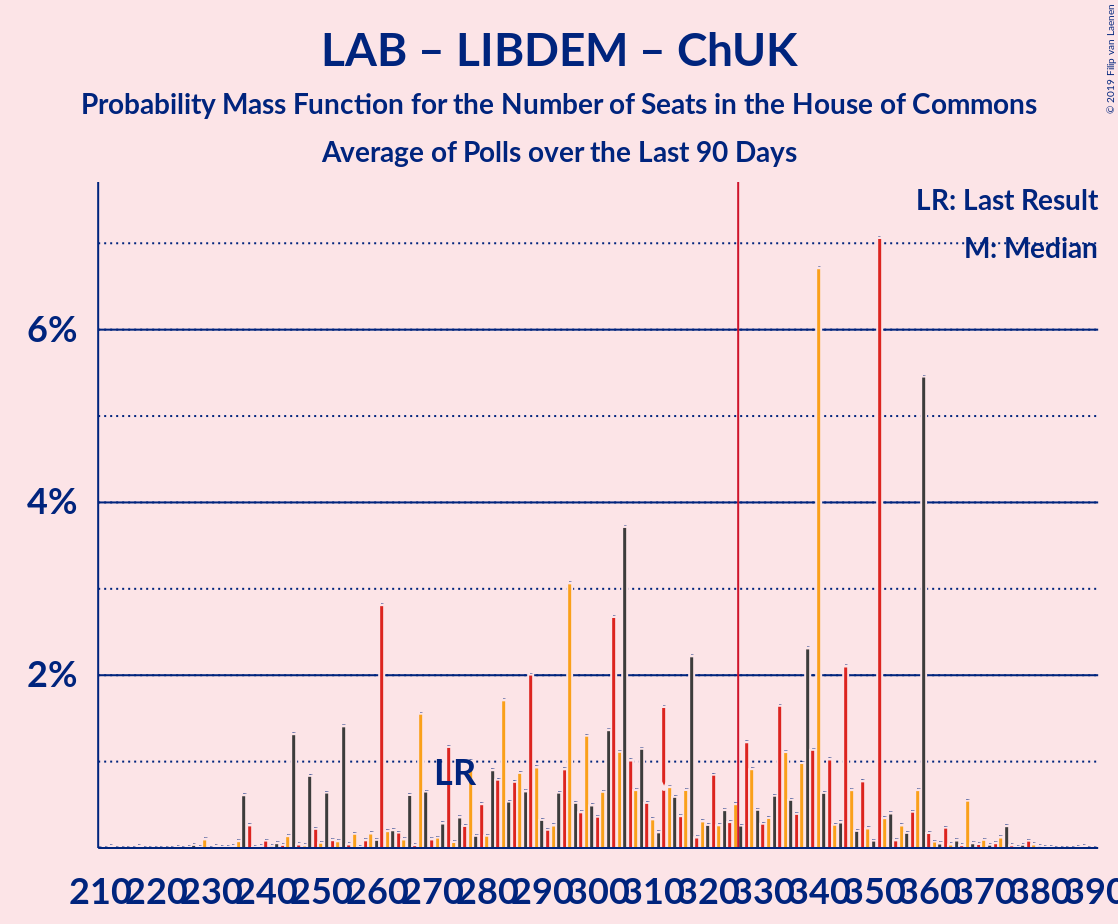 LAB – LIBDEM – ChUK
Probability Mass Function for the Number of Seats in the House of Commons
Average of Polls over the Last 90 Days
© 2019 Filip van Laenen
LR: Last Result
M: Median
6%
4%
2%
LR
210 220 230 240 250 260 270 280 290 300 310 320 330 340 350 360 370 380 390